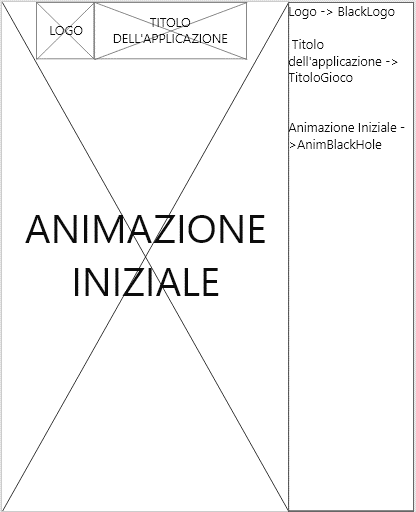 LOGO
TITOLO
DELL'APPLICAZIONE
ANIMAZIONE
INIZIALE
Logo -> BlackLogo
Titolo
dell'applicazione ->
TitoloGioco
Animazione Iniziale -
>AnimBlackHole